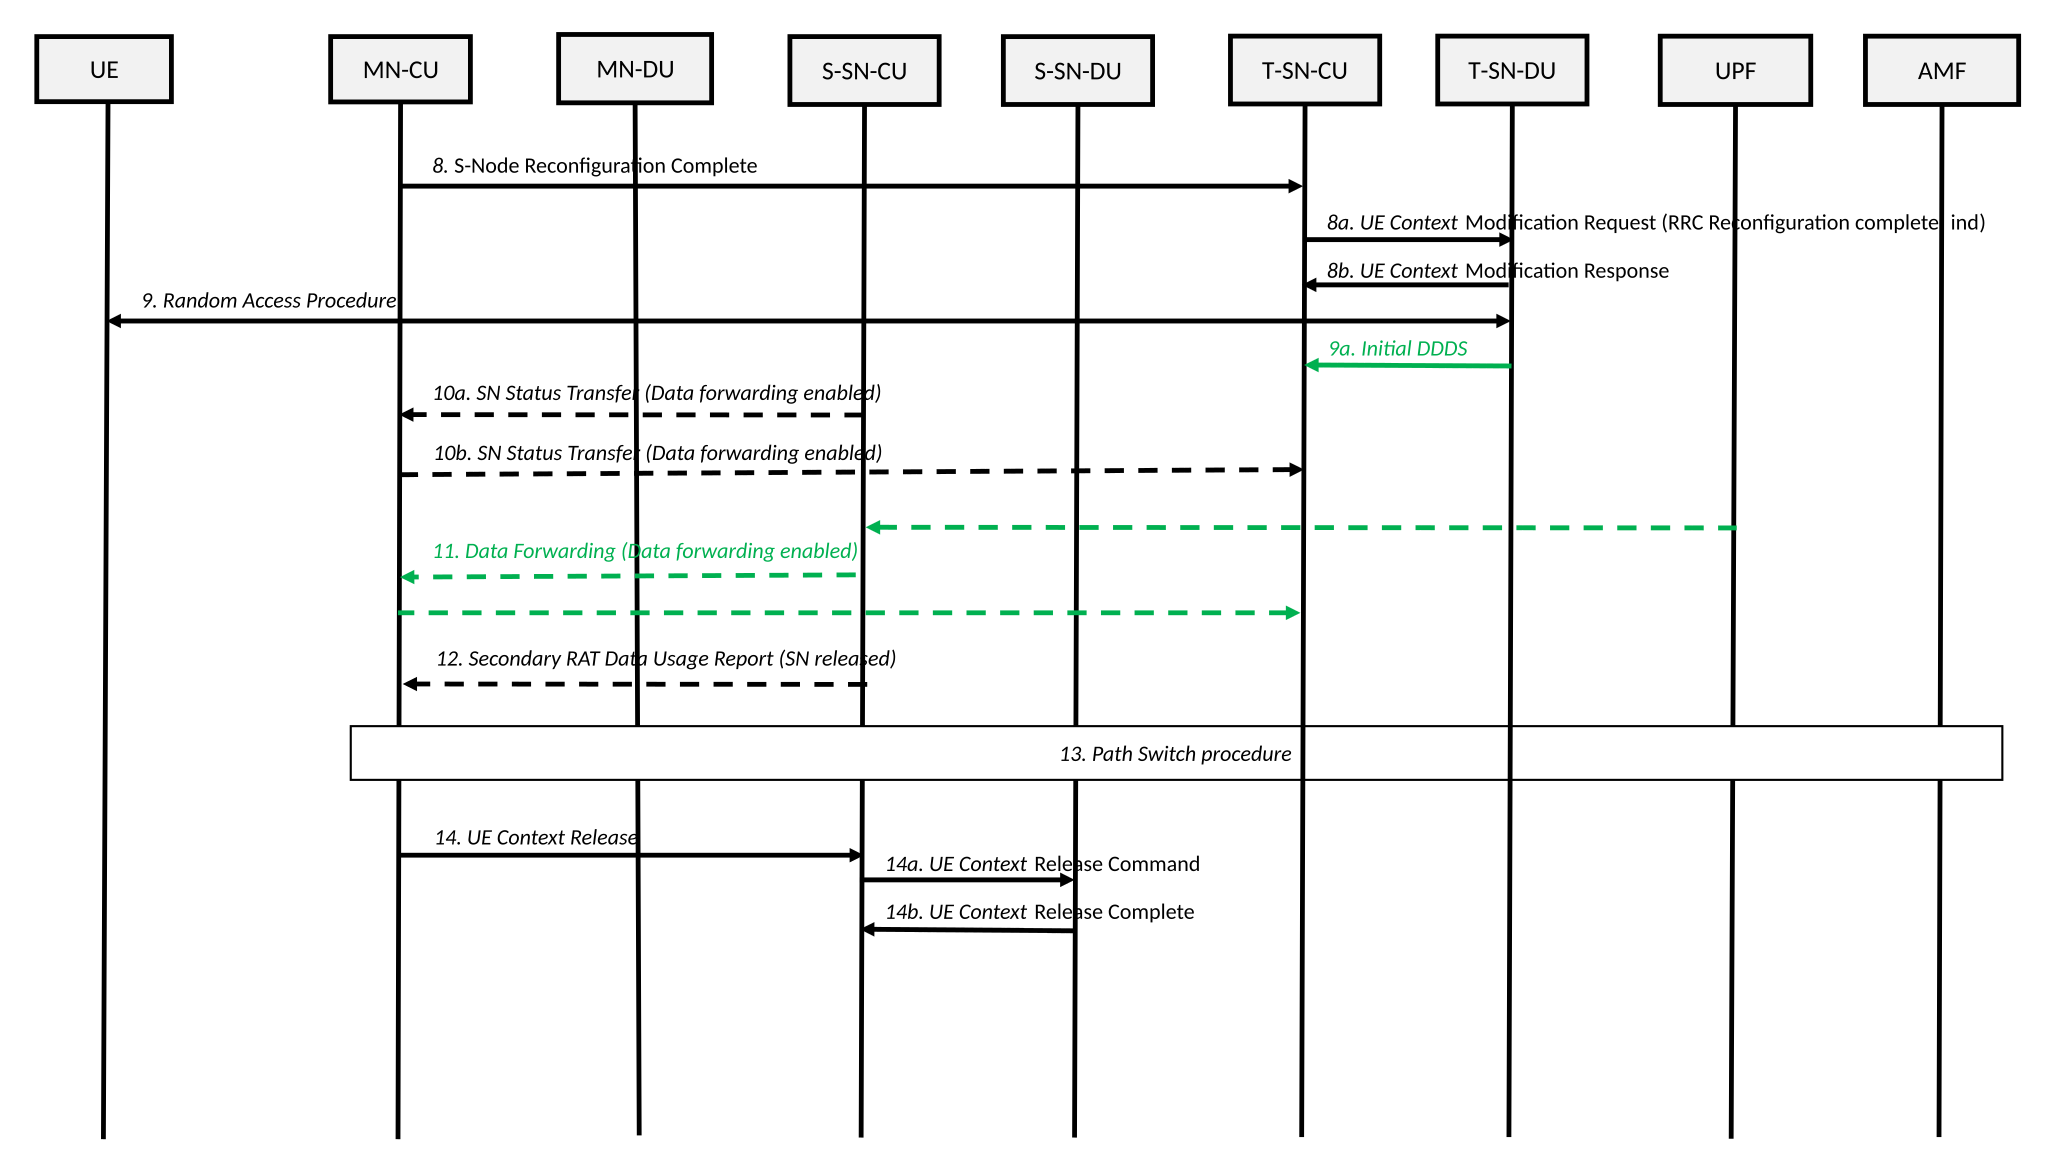 UE
MN-CU
MN-DU
S-SN-CU
S-SN-DU
T-SN-CU
T-SN-DU
UPF
AMF
8. S-Node Reconfiguration Complete
8a. UE Context Modification Request (RRC Reconfiguration complete ind)
8b. UE Context Modification Response
9. Random Access Procedure
9a. Initial DDDS
10a. SN Status Transfer (Data forwarding enabled)
10b. SN Status Transfer (Data forwarding enabled)
11. Data Forwarding (Data forwarding enabled)
12. Secondary RAT Data Usage Report (SN released)
13. Path Switch procedure
14. UE Context Release
14a. UE Context Release Command
14b. UE Context Release Complete